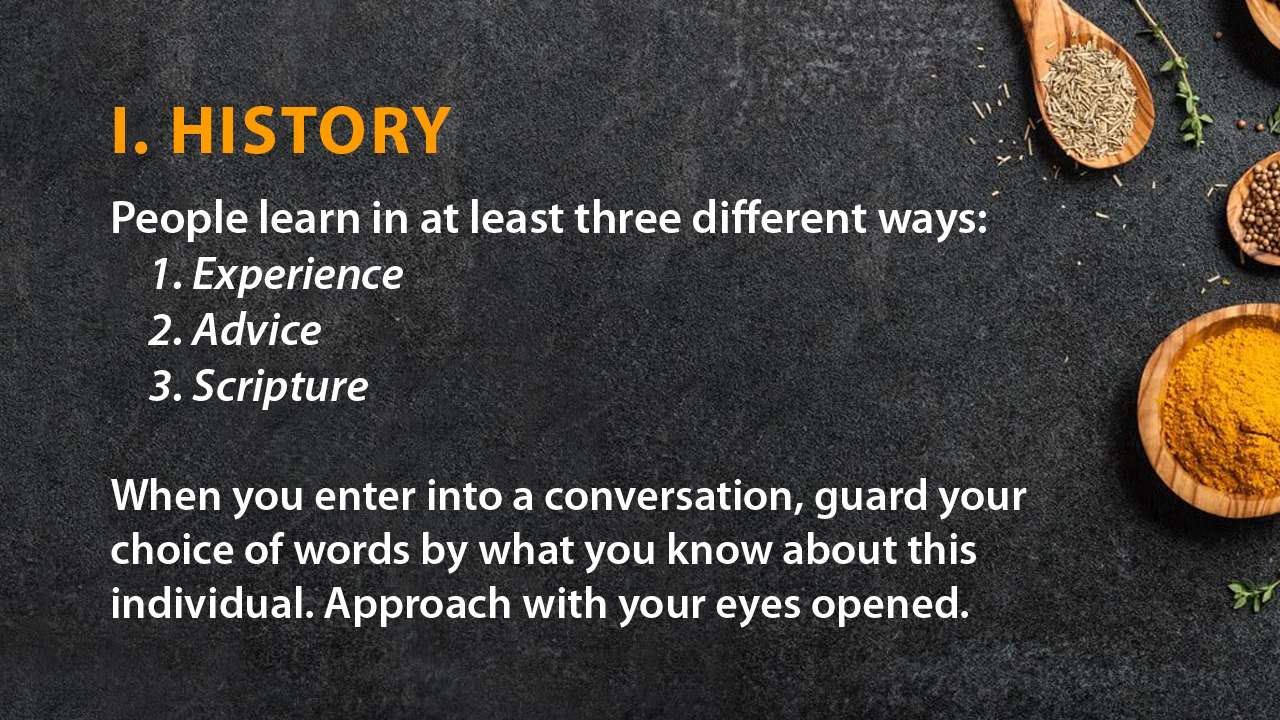 I. HISTORY
People learn in at least three different ways:
1. Experience
2. Advice
3. Scripture
When you enter into a conversation, guard your
choice of words by what you know about this
individual. Approach with your eyes opened.